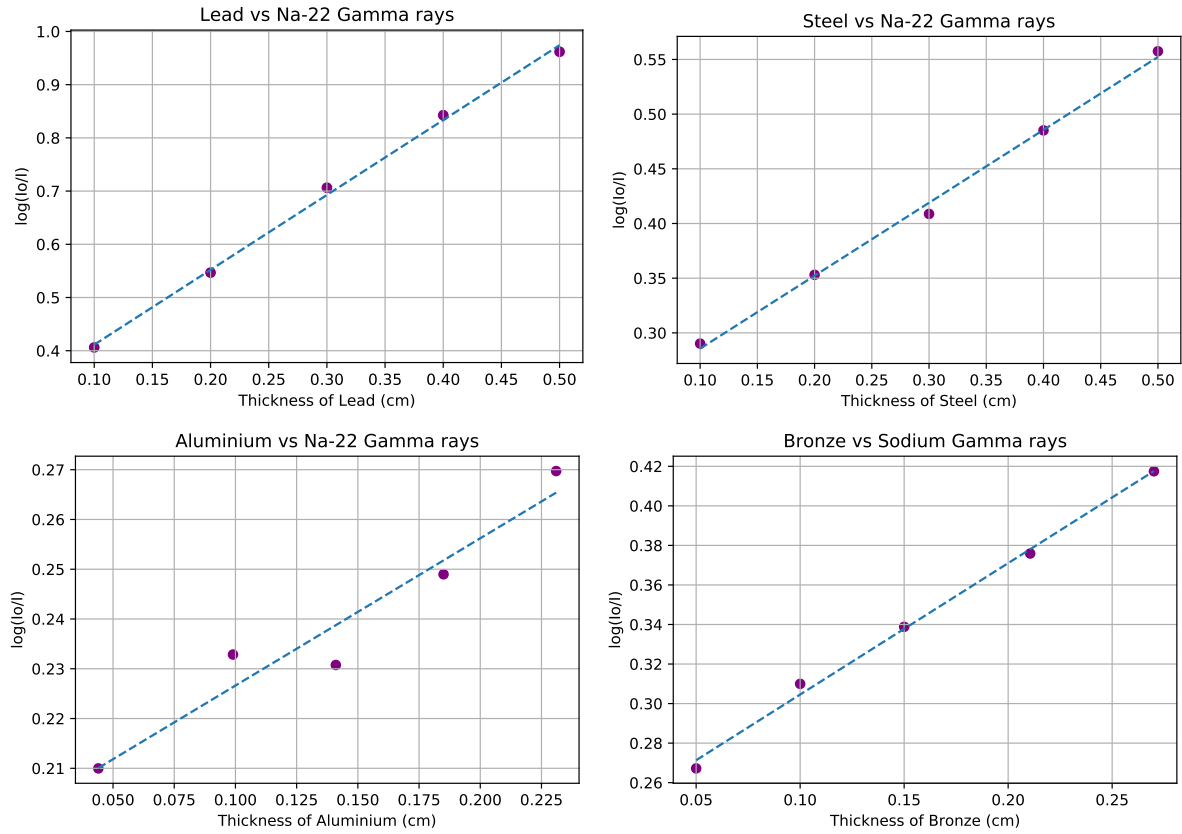 Lead vs Na-22 Gamma rays
log(Io/I)
1.0
0.9
0.8
0.7
0.6
0.5
0.4
0.10 0.15 0.20 0.25 0.30 0.35 0.40 0.45 0.50
Thickness of Lead (cm)
Steel vs Na-22 Gamma rays
log(Io/I)
0.55
0.50
0.45
0.40
0.35
0.30
0.10 0.15 0.20 0.25 0.30 0.35 0.40 0.45 0.50
Thickness of Steel (cm)
Aluminium vs Na-22 Gamma rays
log(Io/I)
0.27
0.26
0.25
0.24
0.23
0.22
0.21
0.050 0.075 0.100 0.125 0.150 0.175 0.200 0.225
Thickness of Aluminium (cm)
Bronze vs Sodium Gamma rays
log(Io/I)
0.42
0.40
0.38
0.36
0.34
0.32
0.30
0.28
0.26
0.05 0.10 0.15 0.20 0.25
Thickness of Bronze (cm)